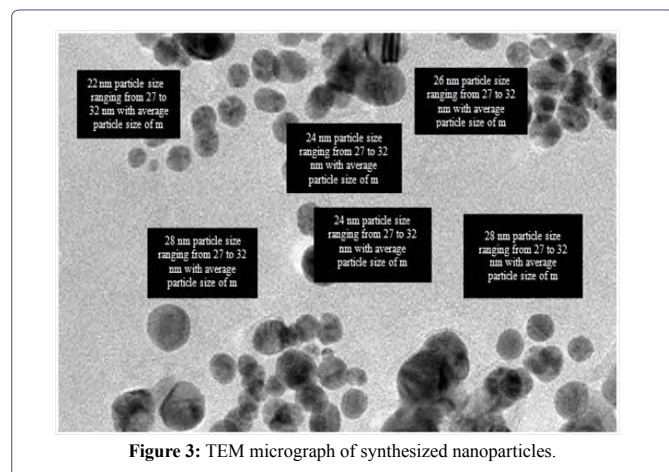 22 nm particle size
ranging from 27 to
32 nm with average
particle size of m
26 nm particle size
ranging from 27 to 32
nm with average
particle size of m
24 nm particle size
ranging from 27 to 32
nm with average
particle size of m
28 nm particle size
ranging from 27 to 32
nm with average
particle size of m
24 nm particle size
ranging from 27 to 32
nm with average
particle size of m
28 nm particle size
ranging from 27 to 32
nm with average
particle size of m
Figure 3: TEM micrograph of synthesized nanoparticles.